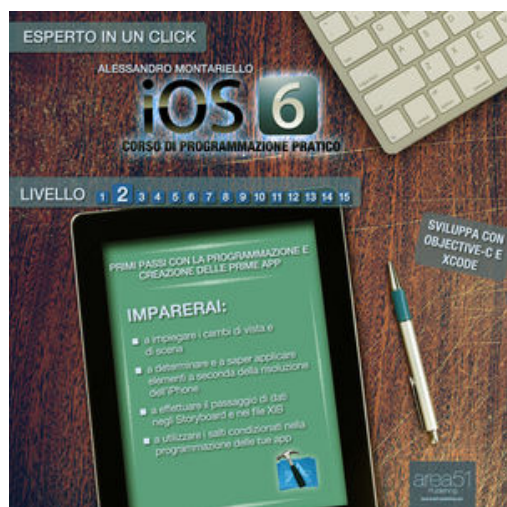 ESPERTO IN UN CLICK
ALESSANDRO MONTARIELLO
iOS 6
CORSO DI PROGRAMMAZIONE PRATICO
LIVELLO 1 2 3 4 5 6 7 8 9 10 11 12 13 14 15
SVILUPPA CON
OBJECTIVE-C E
XCODE
PRIMI PASSI CON LA PROGRAMMAZIONE E
CREAZIONE DELLE PRIME APP
IMPARERAI:
a impiegare i cambi di vista e
di scena
a determinare e a saper applicare
elementi a seconda della risoluzione
dell'iPhone
a effettuare il passaggio di dati
negli Storyboard e nei file XIB
a utilizzare i salti condizionati nella
programmazione delle tue app
area51
Publishing